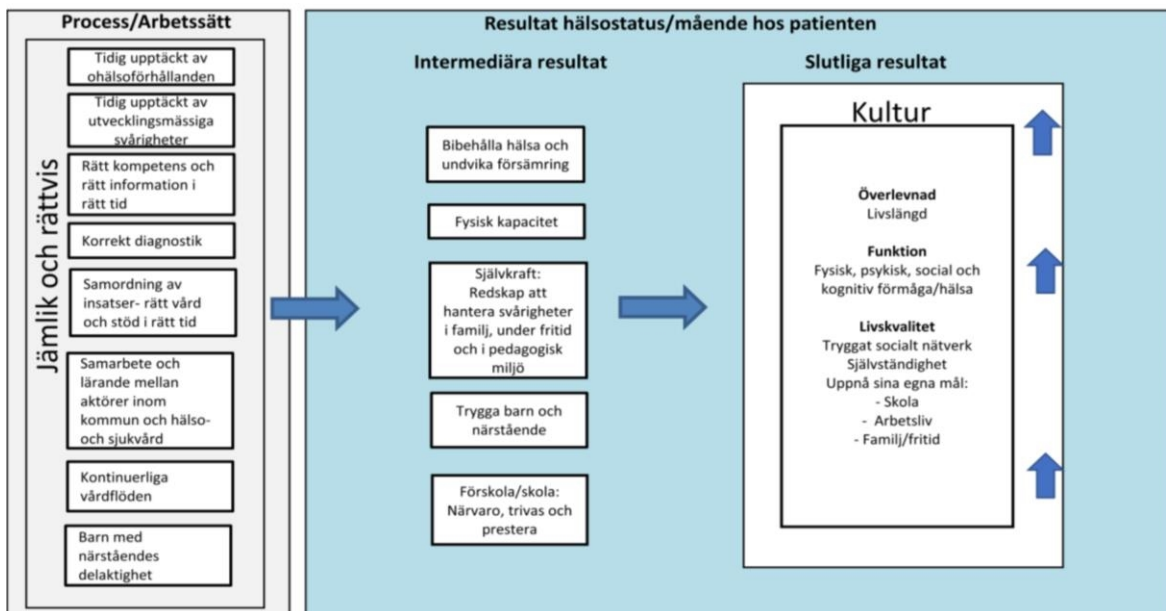 Process/Arbetssätt
Jämlik och rättvis
Tidig upptäckt av
ohälsoförhållanden
Tidig upptäckt av
utvecklingsmässiga
svårigheter
Rätt kompetens och
rätt information i
rätt tid
Korrekt diagnostik
Samordning av
insatser- rätt vård
och stöd i rätt tid
Samarbete och
lärande mellan
aktörer inom
kommun och hälso-
och sjukvård
Kontinuerliga
vårdflöden
Barn med
närståendes
delaktighet
Resultat hälsostatus/mående hos patienten
Intermediära resultat
Bibehålla hälsa och
undvika försämring
Fysisk kapacitet
Självkraft:
Redskap att
hantera svårigheter
i familj, under fritid
och i pedagogisk
miljö
Trygga barn och
närstående
Förskola/skola:
Närvaro, trivas och
prestera
Slutliga resultat
Kultur
Överlevnad
Livslängd
Funktion
Fysisk, psykisk, social och
kognitiv förmåga/hälsa
Livskvalitet
Tryggat socialt nätverk
Självständighet
Uppnå sina egna mål:
- Skola
- Arbetsliv
- Familj/fritid